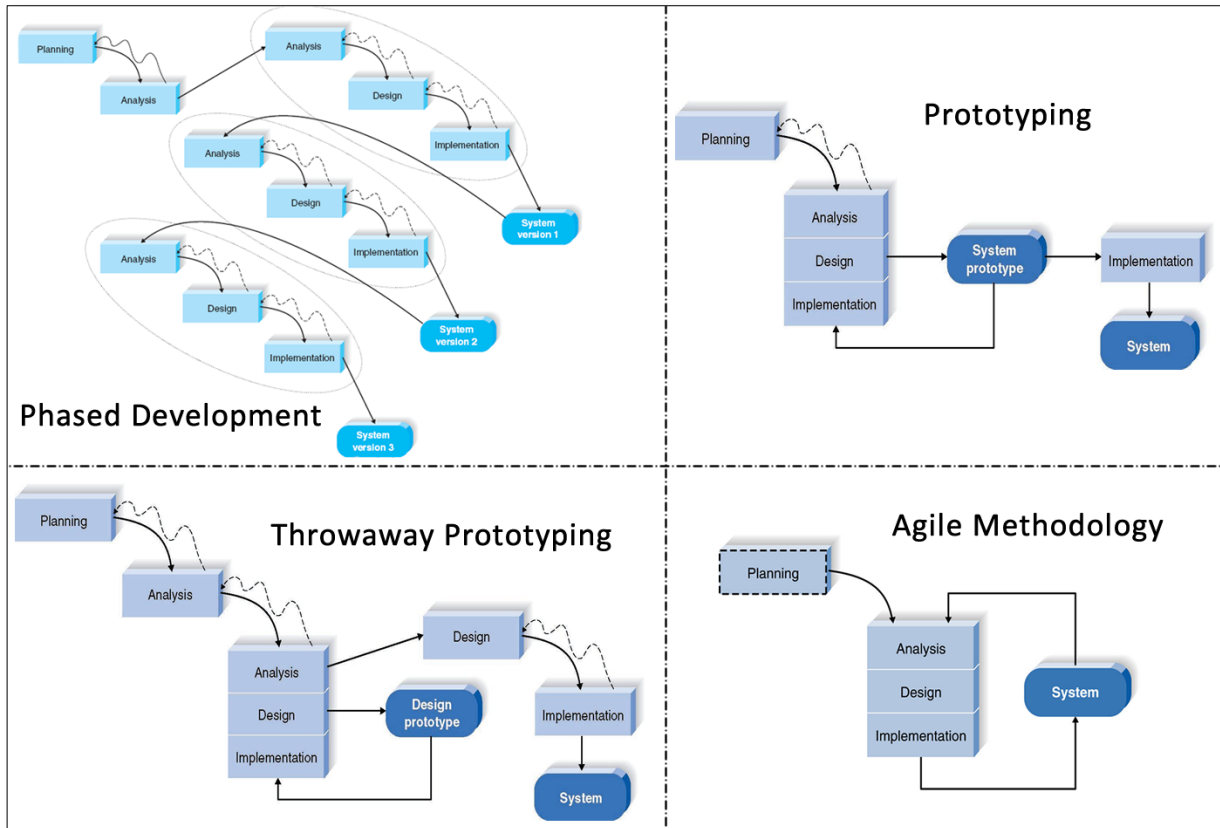 Planning
Analysis
Analysis
Design
Implementation
System
version 1
Analysis
Design
Implementation
System
version 2
Analysis
Design
Implementation
System
version 3
Phased Development
Prototyping
Planning
Analysis
Design
Implementation
System
prototype
Implementation
System
Throwaway Prototyping
Planning
Analysis
Analysis
Design
Implementation
Design
prototype
Design
Implementation
System
Agile Methodology
Planning
Analysis
Design
Implementation
System